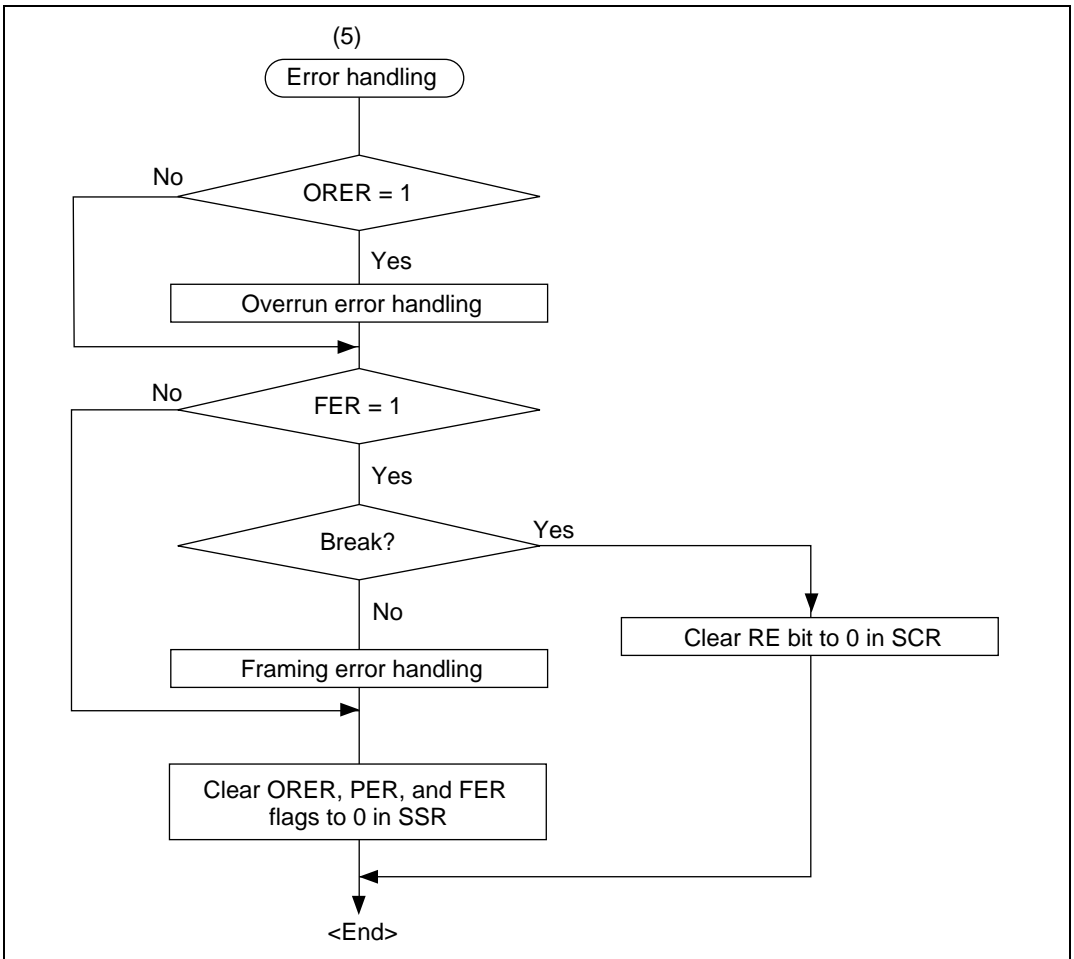 (5)
Error handling
No
ORER = 1
Yes
Overrun error handling
No
FER = 1
Yes
Break?
Yes
No
Clear RE bit to 0 in SCR
Framing error handling
Clear ORER, PER, and FER
flags to 0 in SSR
<End>